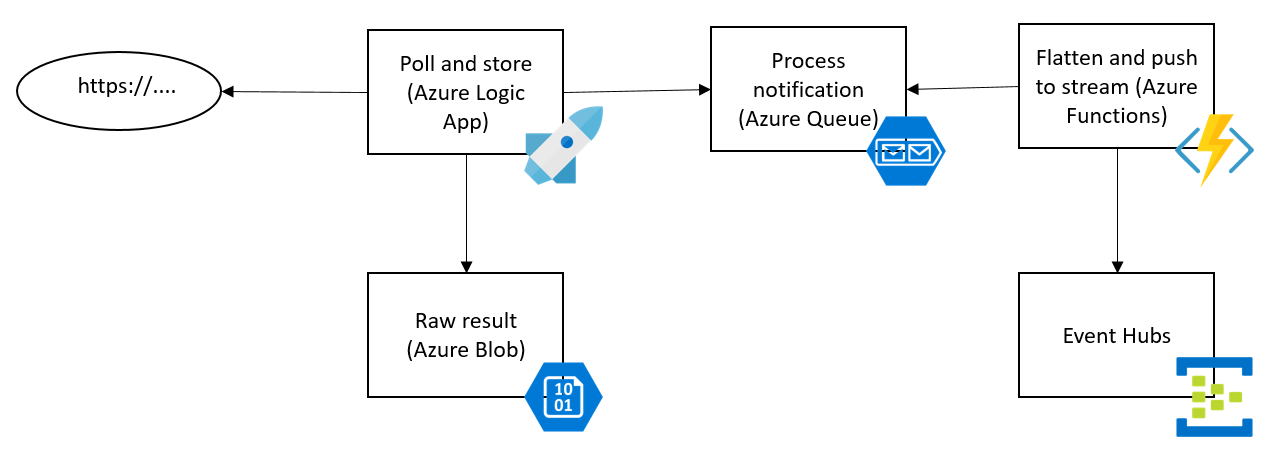 https://....
Poll and store
(Azure Logic
App)
Process
notification
(Azure Queue)
Flatten and push
to stream (Azure
Functions)
Raw result
(Azure Blob)
10
01
Event Hubs